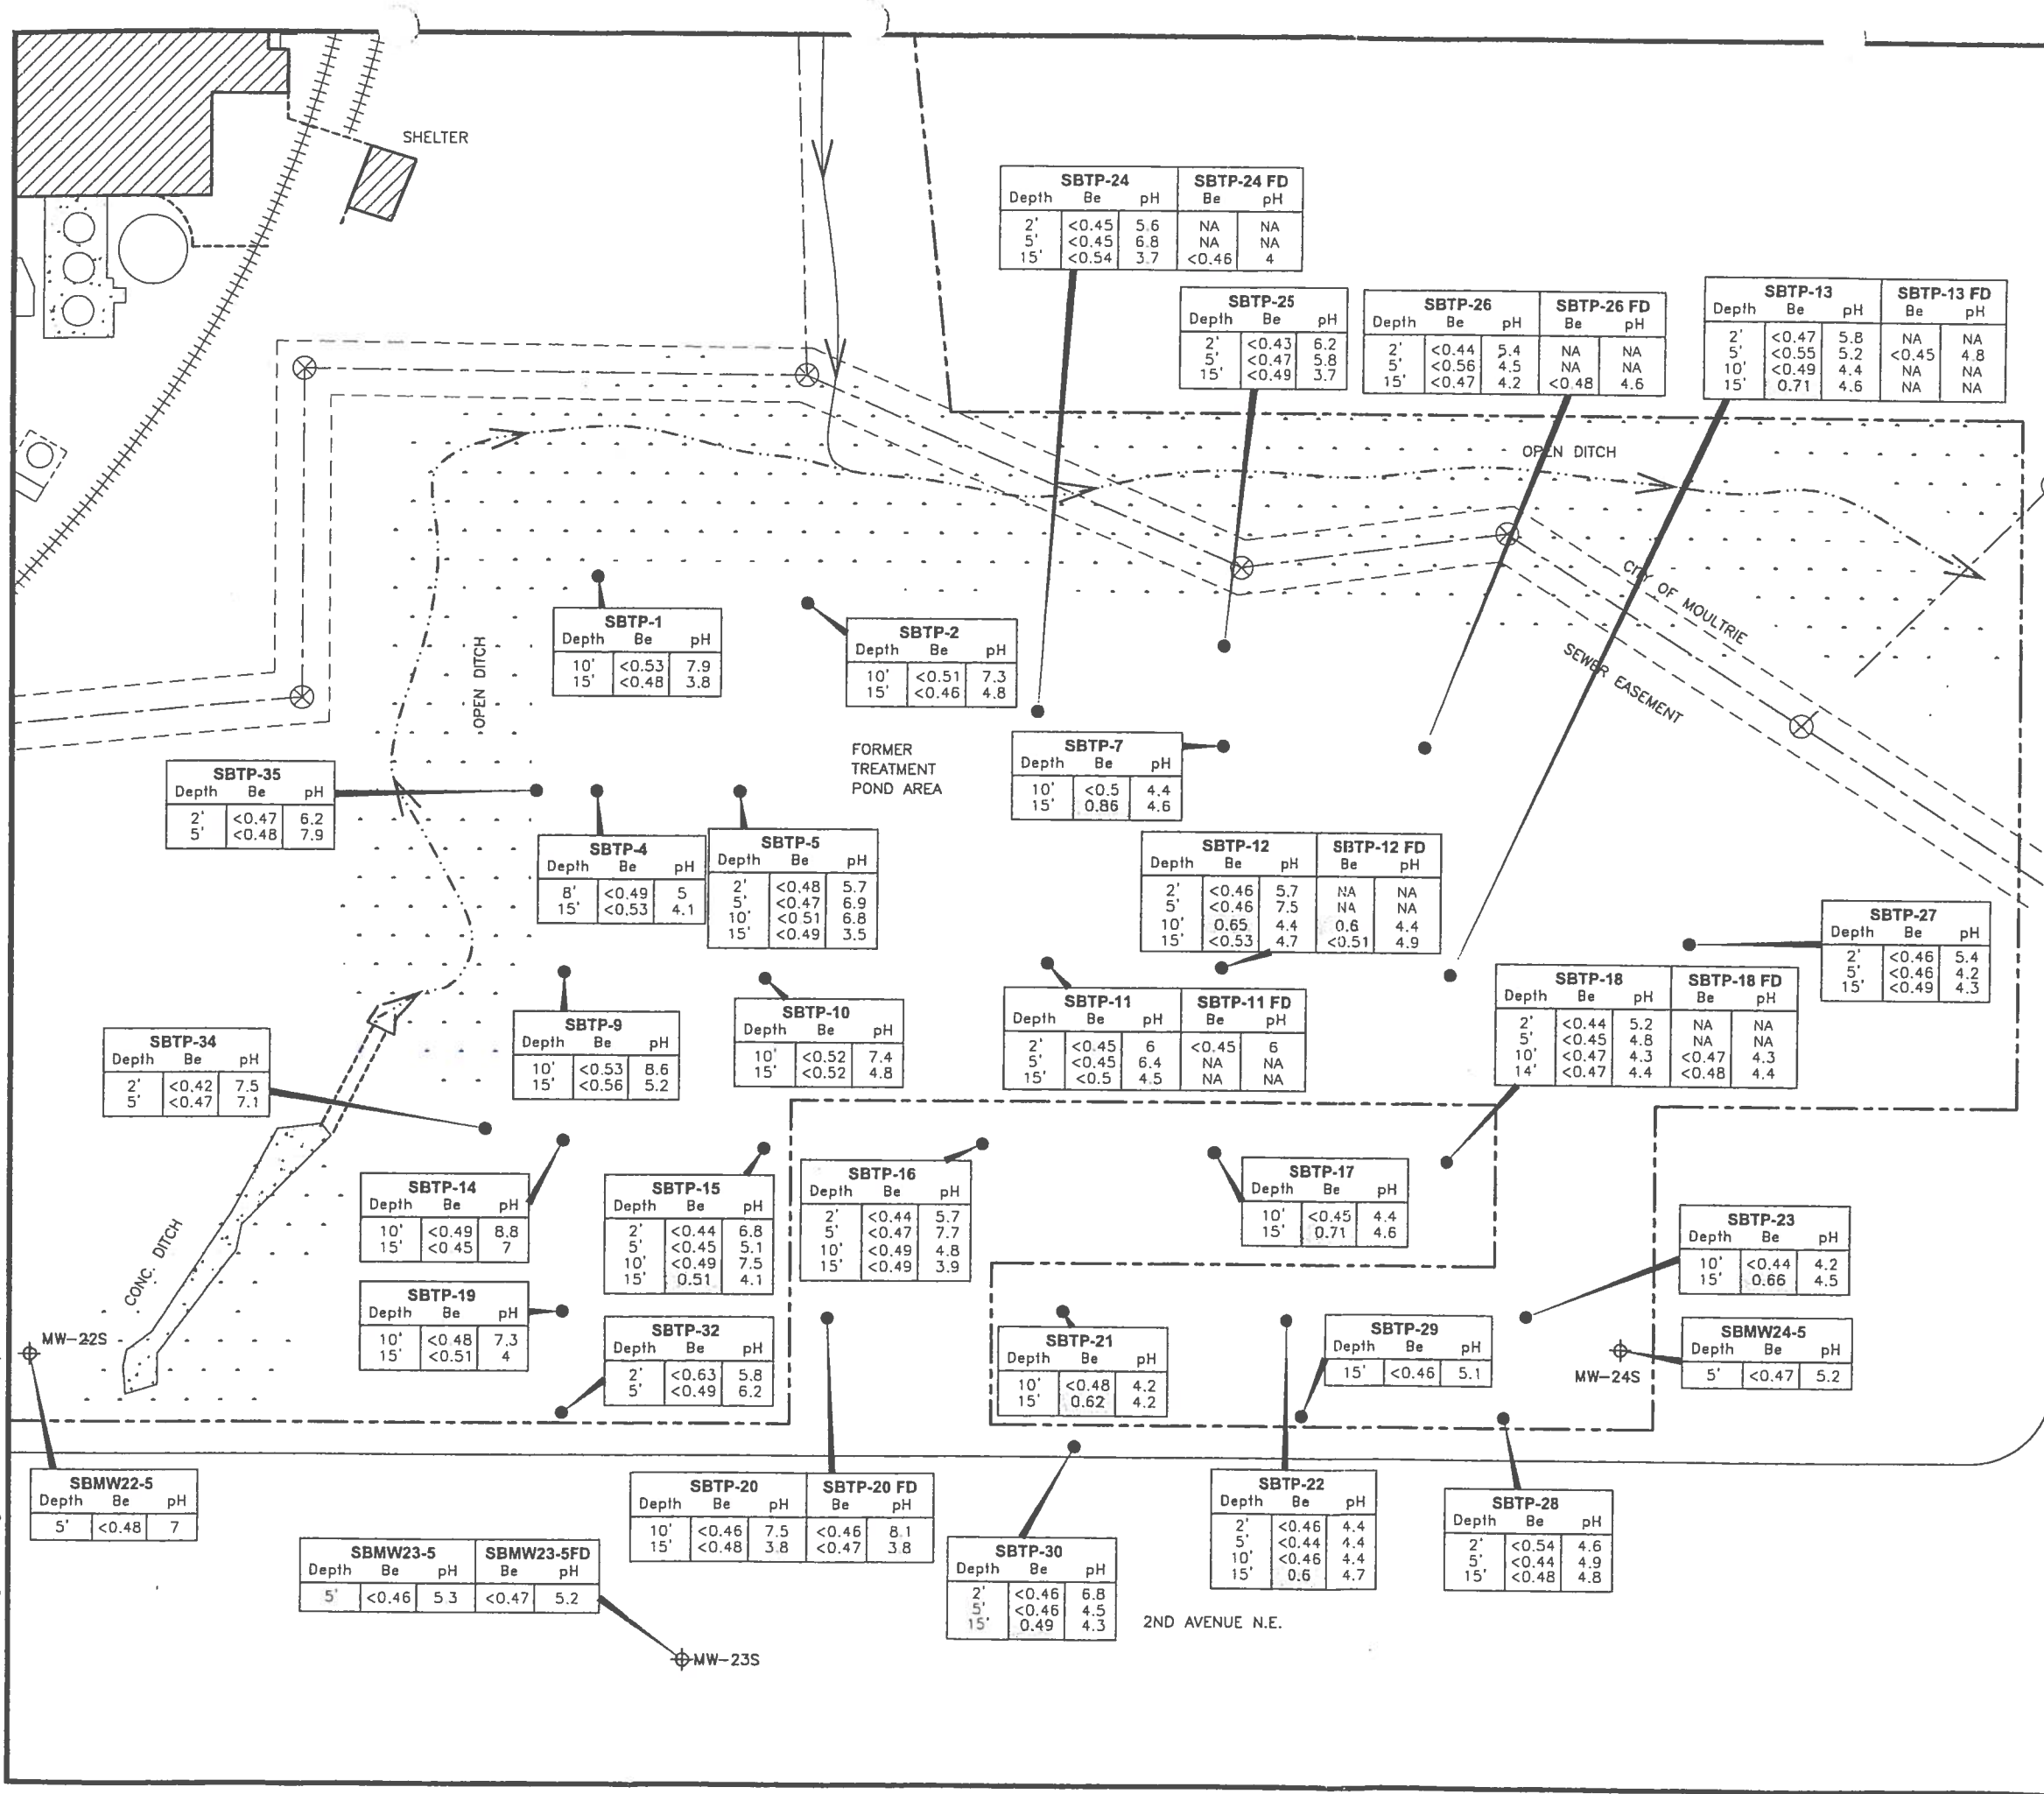 SHELTER
SBTP-24 SBTP-24 FD
Depth Be pH Be pH
2' <0.45 5.6 NA NA
5' <0.45 6.8 NA NA
15' <0.54 3.7 <0.46 4
SBTP-25
Depth Be pH
2' <0.43 6.2
5' <0.47 5.8
15' <0.49 3.7
SBTP-26 SBTP-26 FD
Depth Be pH Be pH
2' <0.44 5.4 NA NA
5' <0.56 4.5 NA NA
15' <0.47 4.2 <0.48 4.6
SBTP-13 SBTP-13 FD
Depth Be pH Be pH
2' <0.47 5.8 NA NA
5' <0.55 5.2 <0.45 4.8
10' <0.49 4.4 NA NA
15' 0.71 4.6 NA NA
OPEN DITCH
CITY OF MOULTRIE
SEWER EASEMENT
OPEN DITCH
SBTP-1
Depth Be pH
10' <0.53 7.9
15' <0.48 3.8
SBTP-2
Depth Be pH
10' <0.51 7.3
15' <0.46 4.8
FORMER
TREATMENT
POND AREA
SBTP-7
Depth Be pH
10' <0.5 4.4
15' 0.86 4.6
SBTP-35
Depth Be pH
2' <0.47 6.2
5' <0.48 7.9
SBTP-4
Depth Be pH
8' <0.49 5
15' <0.53 4.1
SBTP-5
Depth Be pH
2' <0.48 5.7
5' <0.47 6.9
10' <0.51 6.8
15' <0.49 3.5
SBTP-12 SBTP-12 FD
Depth Be pH Be pH
2' <0.46 5.7 NA NA
5' <0.46 7.5 NA NA
10' 0.65 4.4 0.6 4.4
15' <0.53 4.7 <0.51 4.9
SBTP-27
Depth Be pH
2' <0.46 5.4
5' <0.46 4.2
15' <0.49 4.3
SBTP-34
Depth Be pH
2' <0.42 7.5
5' <0.47 7.1
SBTP-9
Depth Be pH
10' <0.53 8.6
15' <0.56 5.2
SBTP-10
Depth Be pH
10' <0.52 7.4
15' <0.52 4.8
SBTP-11 SBTP-11 FD
Depth Be pH Be pH
2' <0.45 6 <0.45 6
5' <0.45 6.4 NA NA
15' <0.5 4.5 NA NA
SBTP-18 SBTP-18 FD
Depth Be pH Be pH
2' <0.44 5.2 NA NA
5' <0.45 4.8 NA NA
10' <0.47 4.3 <0.47 4.3
14' <0.47 4.4 <0.48 4.4
CONC. DITCH
SBTP-14
Depth Be pH
10' <0.49 8.8
15' <0.45 7
SBTP-15
Depth Be pH
2' <0.44 6.8
5' <0.45 5.1
10' <0.49 7.5
15' 0.51 4.1
SBTP-16
Depth Be pH
2' <0.44 5.7
5' <0.47 7.7
10' <0.49 4.8
15' <0.49 3.9
SBTP-17
Depth Be pH
10' <0.45 4.4
15' 0.71 4.6
SBTP-23
Depth Be pH
10' <0.44 4.2
15' 0.66 4.5
SBTP-19
Depth Be pH
10' <0.48 7.3
15' <0.51 4
SBTP-32
Depth Be pH
2' <0.63 5.8
5' <0.49 6.2
SBTP-21
Depth Be pH
10' <0.48 4.2
15' 0.62 4.2
SBTP-29
Depth Be pH
15' <0.46 5.1
SBMW24-5
Depth Be pH
5' <0.47 5.2
MW-22S
MW-24S
SBMW22-5
Depth Be pH
5' <0.48 7
SBTP-20 SBTP-20 FD
Depth Be pH Be pH
10' <0.46 7.5 <0.46 8.1
15' <0.48 3.8 <0.47 3.8
SBTP-22
Depth Be pH
2' <0.46 4.4
5' <0.44 4.4
10' <0.46 4.4
15' 0.6 4.7
SBTP-28
Depth Be pH
2' <0.54 4.6
5' <0.44 4.9
15' <0.48 4.8
SBMW23-5 SBMW23-5FD
Depth Be pH Be pH
5' <0.46 5.3 <0.47 5.2
SBTP-30
Depth Be pH
2' <0.46 6.8
5' <0.46 4.5
15' 0.49 4.3
2ND AVENUE N.E.
MW-23S